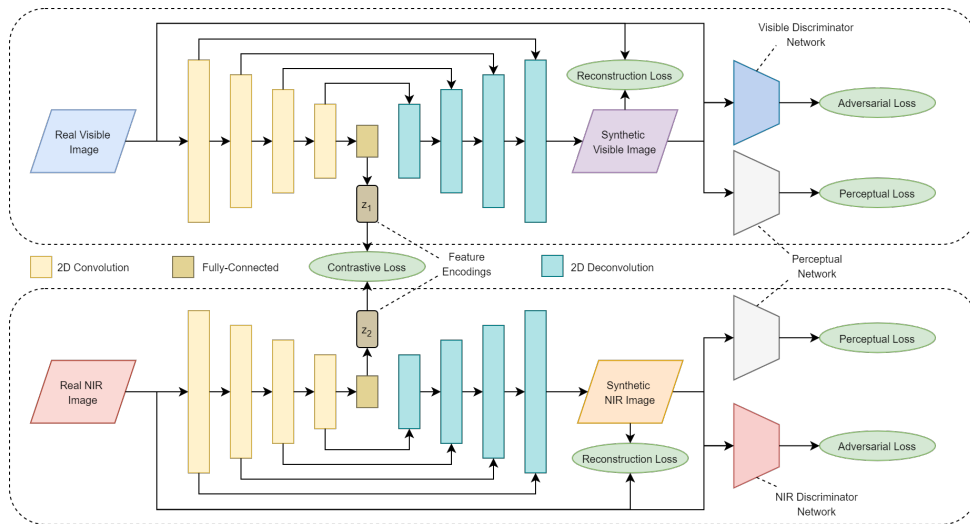 Visible Discriminator
Network
Reconstruction Loss
Adversarial Loss
Real Visible
Image
Synthetic
Visible Image
Perceptual Loss
z1
2D Convolution
Fully-Connected
Contrastive Loss
Feature
Encodings
2D Deconvolution
Perceptual
Network
z2
Perceptual Loss
Real NIR
Image
Synthetic
NIR Image
Reconstruction Loss
Adversarial Loss
NIR Discriminator
Network